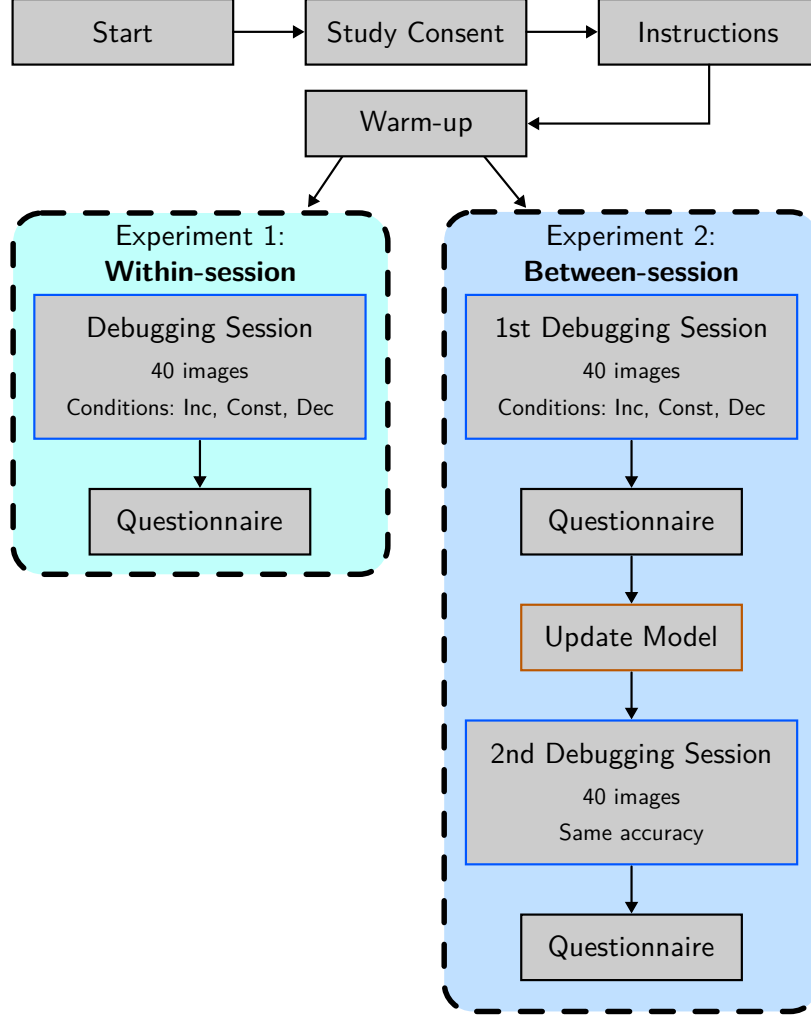 Start
Study Consent
Instructions
Warm-up
Experiment 1:
Within-session
Debugging Session
40 images
Conditions: Inc, Const, Dec
Questionnaire
Experiment 2:
Between-session
1st Debugging Session
40 images
Conditions: Inc, Const, Dec
Questionnaire
Update Model
2nd Debugging Session
40 images
Same accuracy
Questionnaire